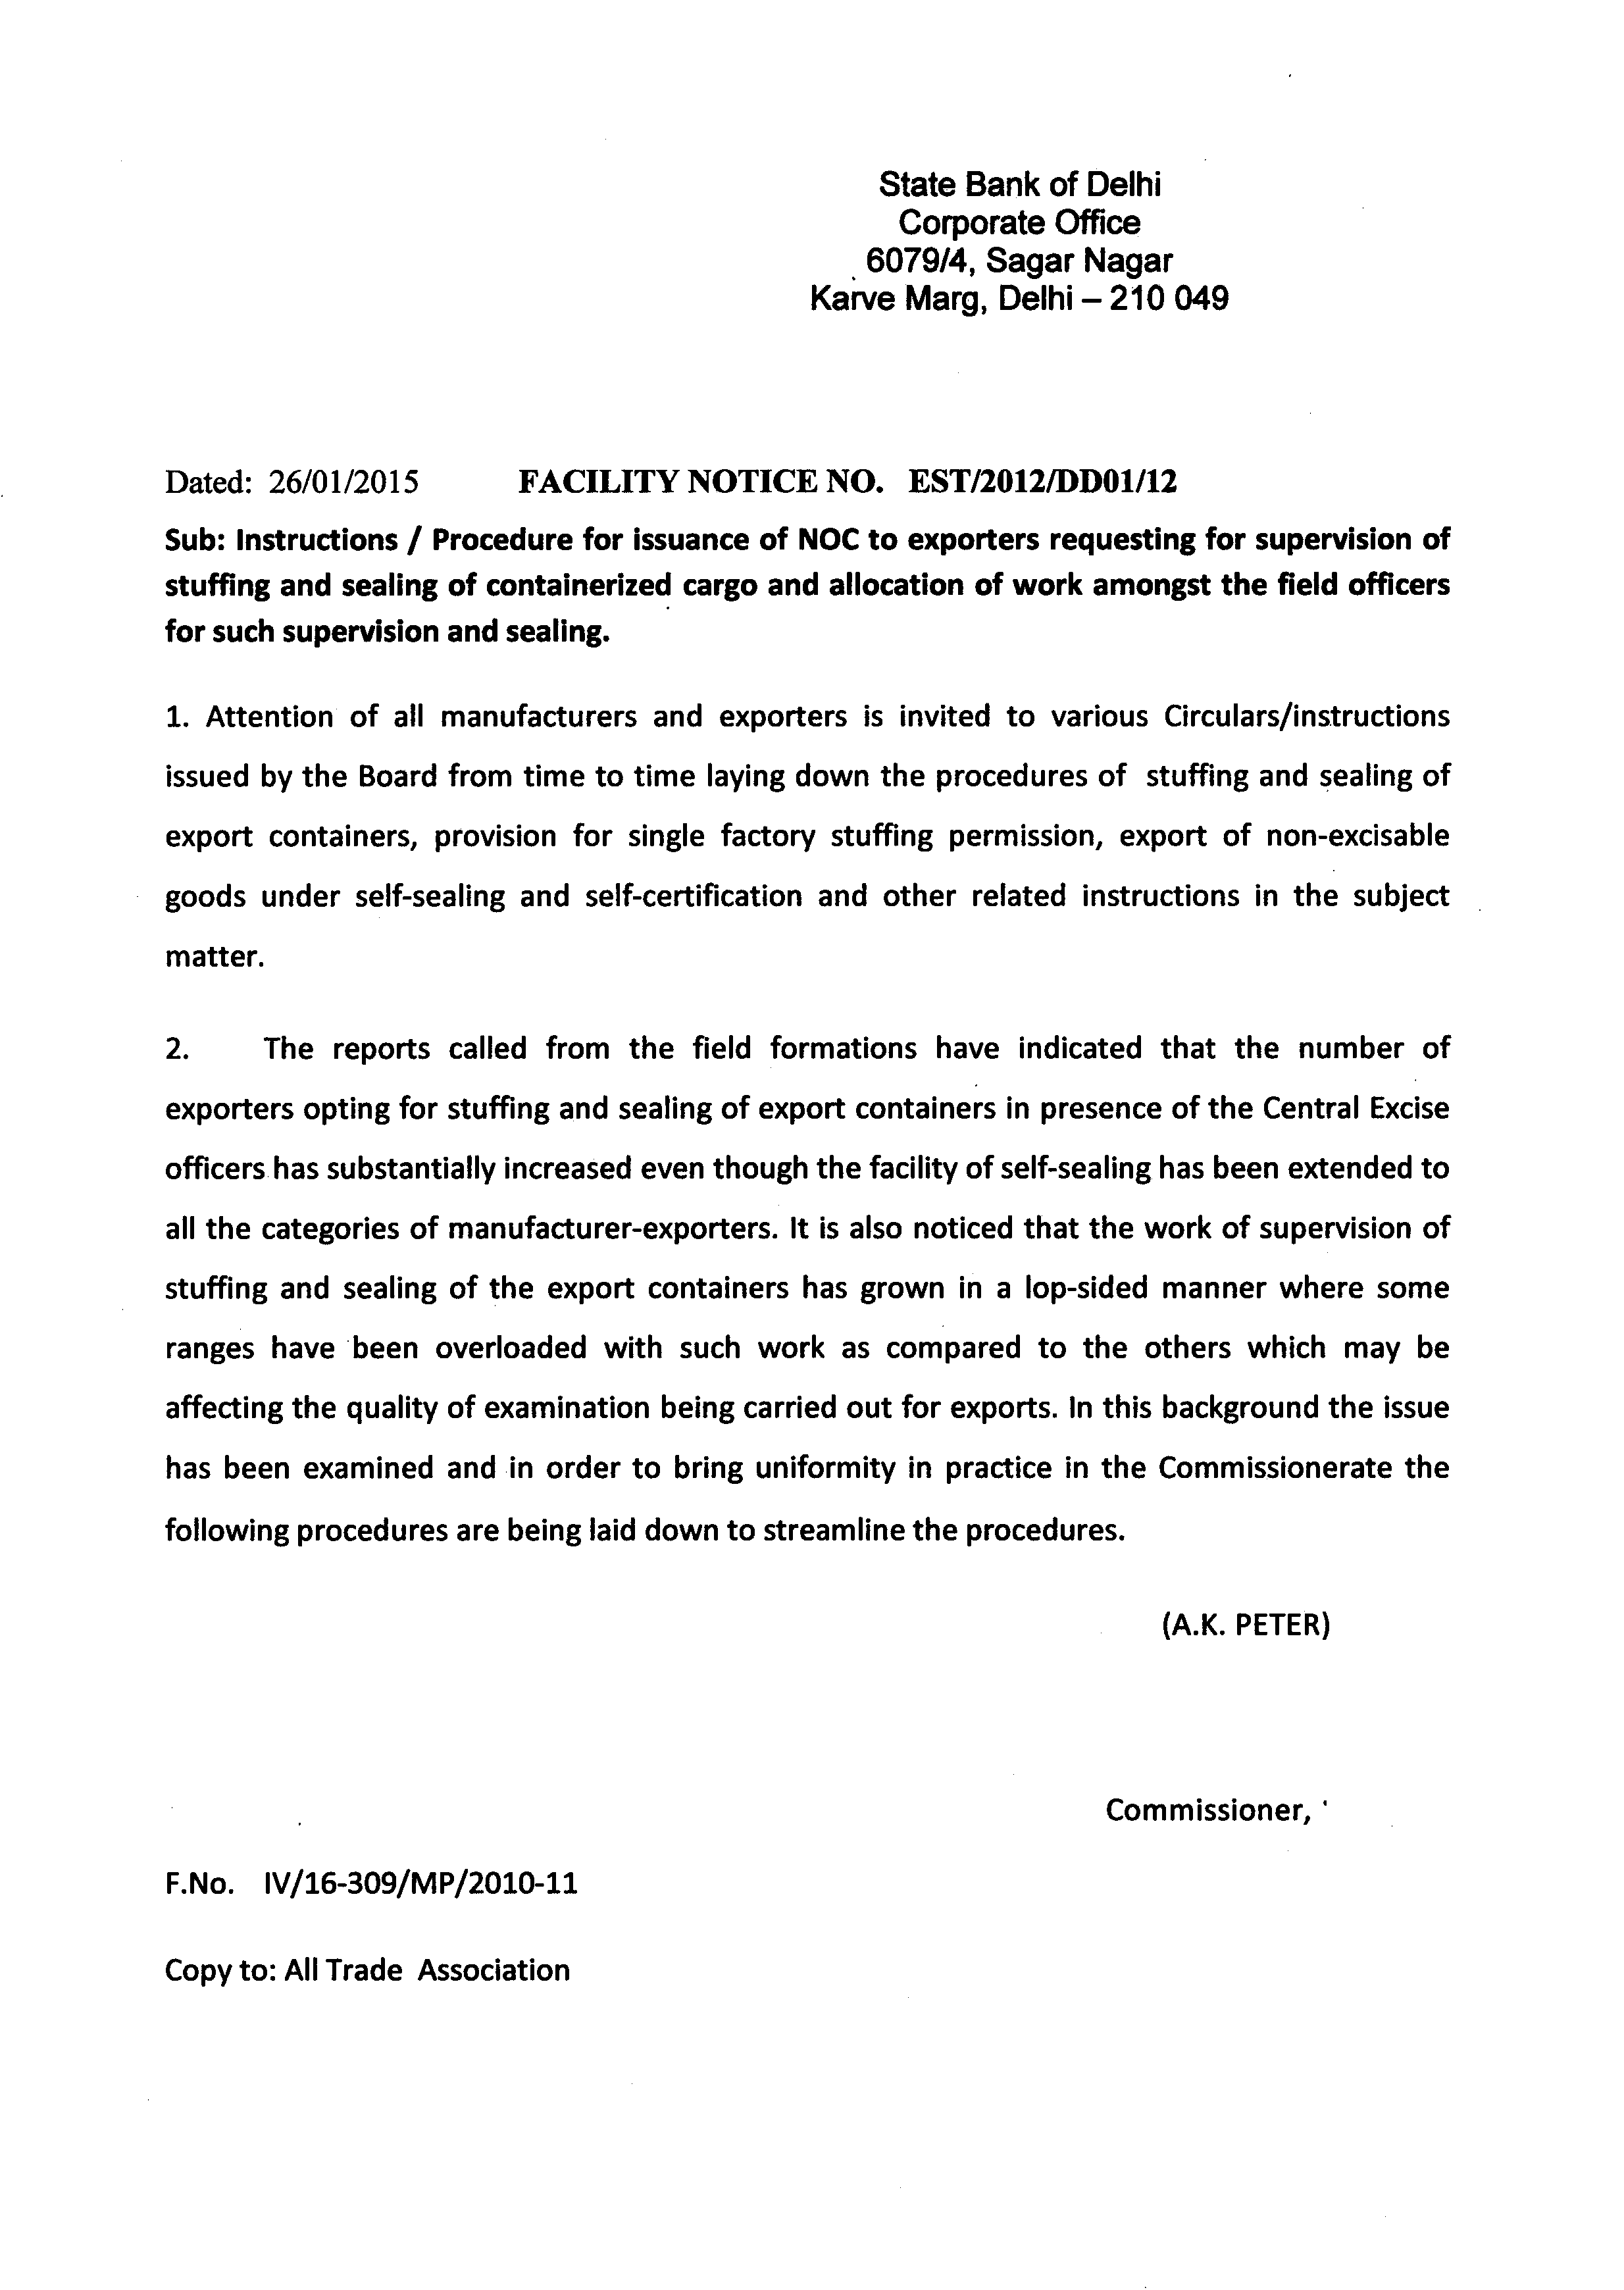 State Bank of Delhi
Corporate Office
6079/4, Sagar Nagar
Karve Marg, Delhi – 210 049
Dated: 26/01/2015 FACILITY NOTICE NO. EST/2012/DD01/12
Sub: Instructions / Procedure for issuance of NOC to exporters requesting for supervision of
stuffing and sealing of containerized cargo and allocation of work amongst the field officers
for such supervision and sealing.
1. Attention of all manufacturers and exporters is invited to various Circulars/instructions
issued by the Board from time to time laying down the procedures of stuffing and sealing of
export containers, provision for single factory stuffing permission, export of non-excisable
goods under self-sealing and self-certification and other related instructions in the subject
matter.
2. The reports called from the field formations have indicated that the number of
exporters opting for stuffing and sealing of export containers in presence of the Central Excise
officers has substantially increased even though the facility of self-sealing has been extended to
all the categories of manufacturer-exporters. It is also noticed that the work of supervision of
stuffing and sealing of the export containers has grown in a lop-sided manner where some
ranges have been overloaded with such work as compared to the others which may be
affecting the quality of examination being carried out for exports. In this background the issue
has been examined and in order to bring uniformity in practice in the Commissionerate the
following procedures are being laid down to streamline the procedures.
(A.K. PETER)
Commissioner,
F.No. IV/16-309/MP/2010-11
Copy to: All Trade Association